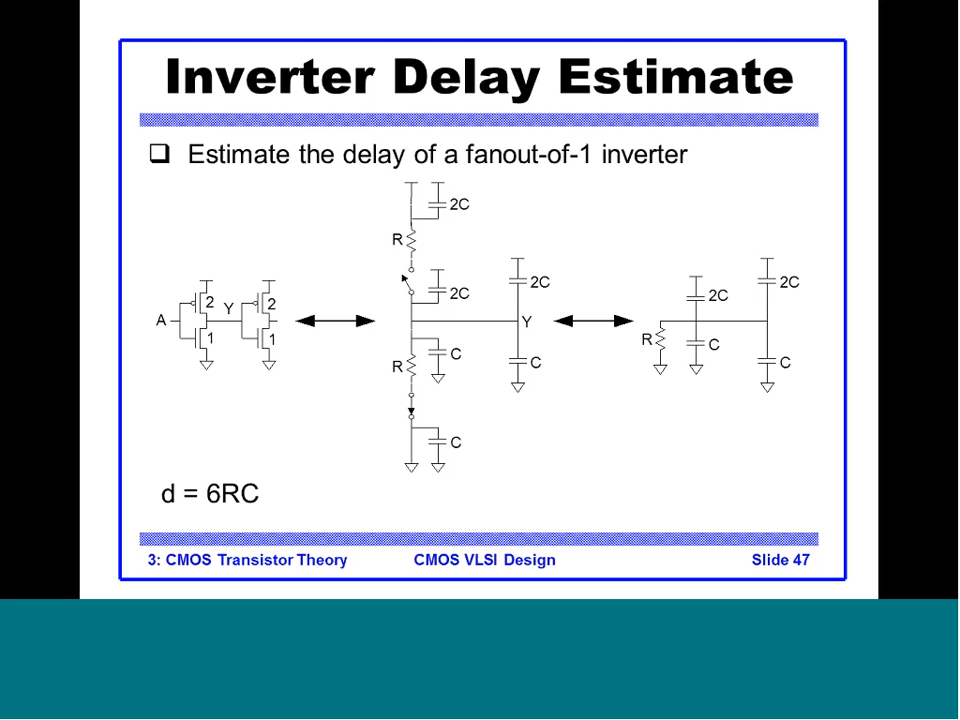 Inverter Delay Estimate
❑ Estimate the delay of a fanout-of-1 inverter
2C
R
2C
2C
2C
2C
A
2
Y
2
1
1
Y
R
C
C
R
C
C
C
d = 6RC
3: CMOS Transistor Theory CMOS VLSI Design Slide 47